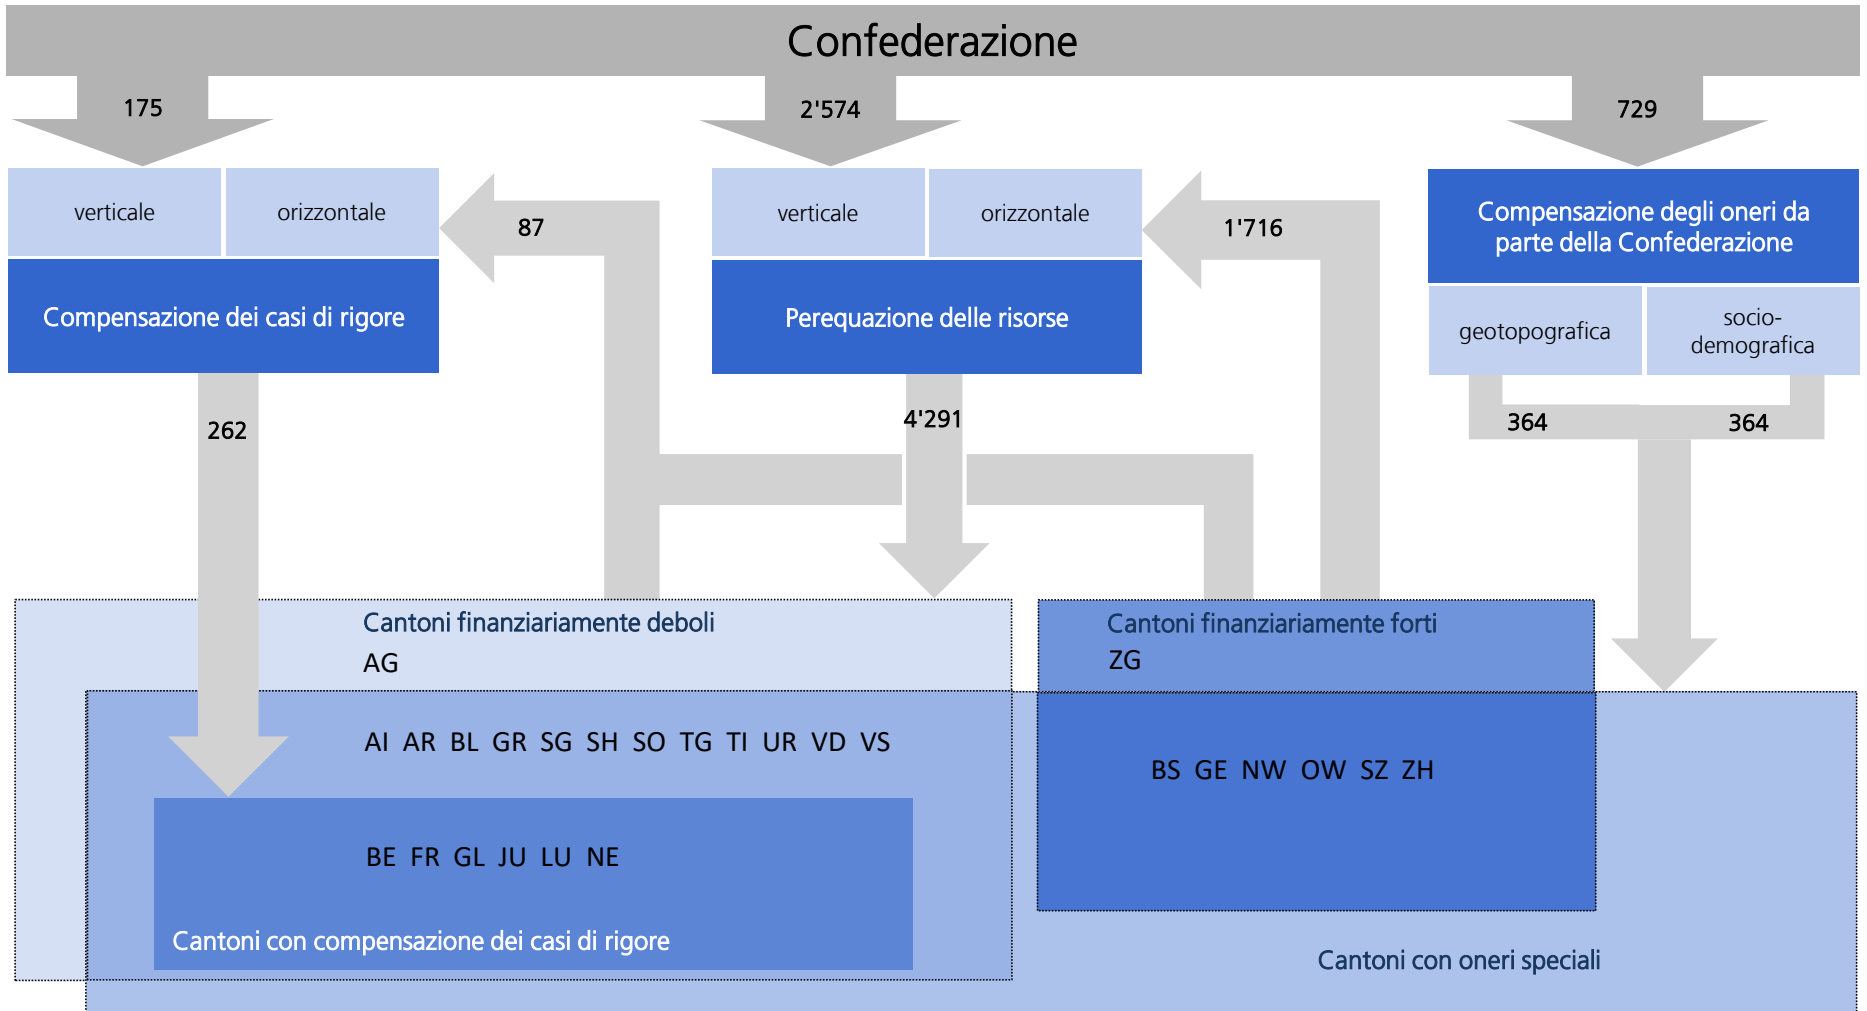 Confederazione
175
2'574
729
verticale
orizzontale
87
verticale
orizzontale
1'716
Compensazione degli oneri da
parte della Confederazione
Compensazione dei casi di rigore
Perequazione delle risorse
geotopografica
socio-
demografica
262
4'291
364
364
Cantoni finanziariamente deboli
AG
Cantoni finanziariamente forti
ZG
AI AR BL GR SG SH SO TG TI UR VD VS
BS GE NW OW SZ ZH
BE FR GL JU LU NE
Cantoni con compensazione dei casi di rigore
Cantoni con oneri speciali